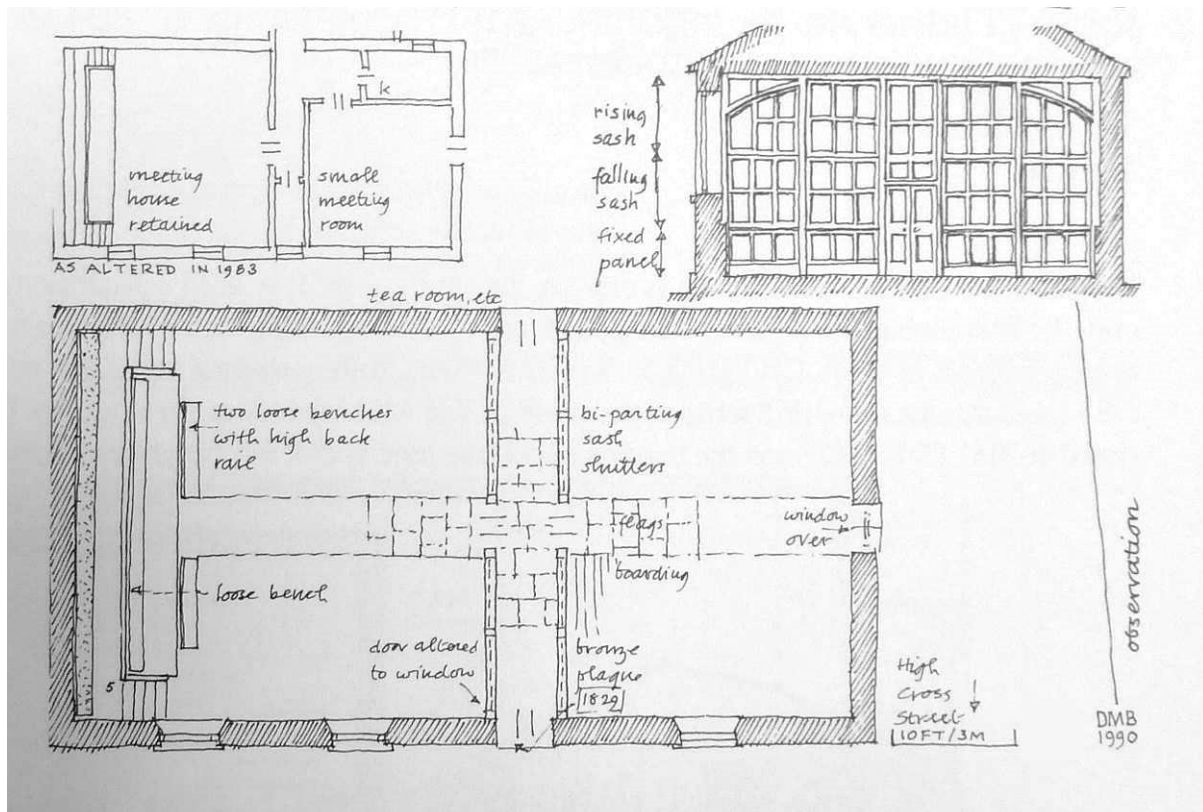 k
meeting
house
retained
small
meeting
room
AS ALTERED IN 1983
rising
sash
falling
sash
fixed
panel
tea room, etc
two loose benches
with high back
rail
bi-parting
sash
shutters
flags
window
over
boarding
loose bench
door altered
to window
bronze
plaque
1829
5
High
Cross
Street
10FT/3M
observation
DMB
1990